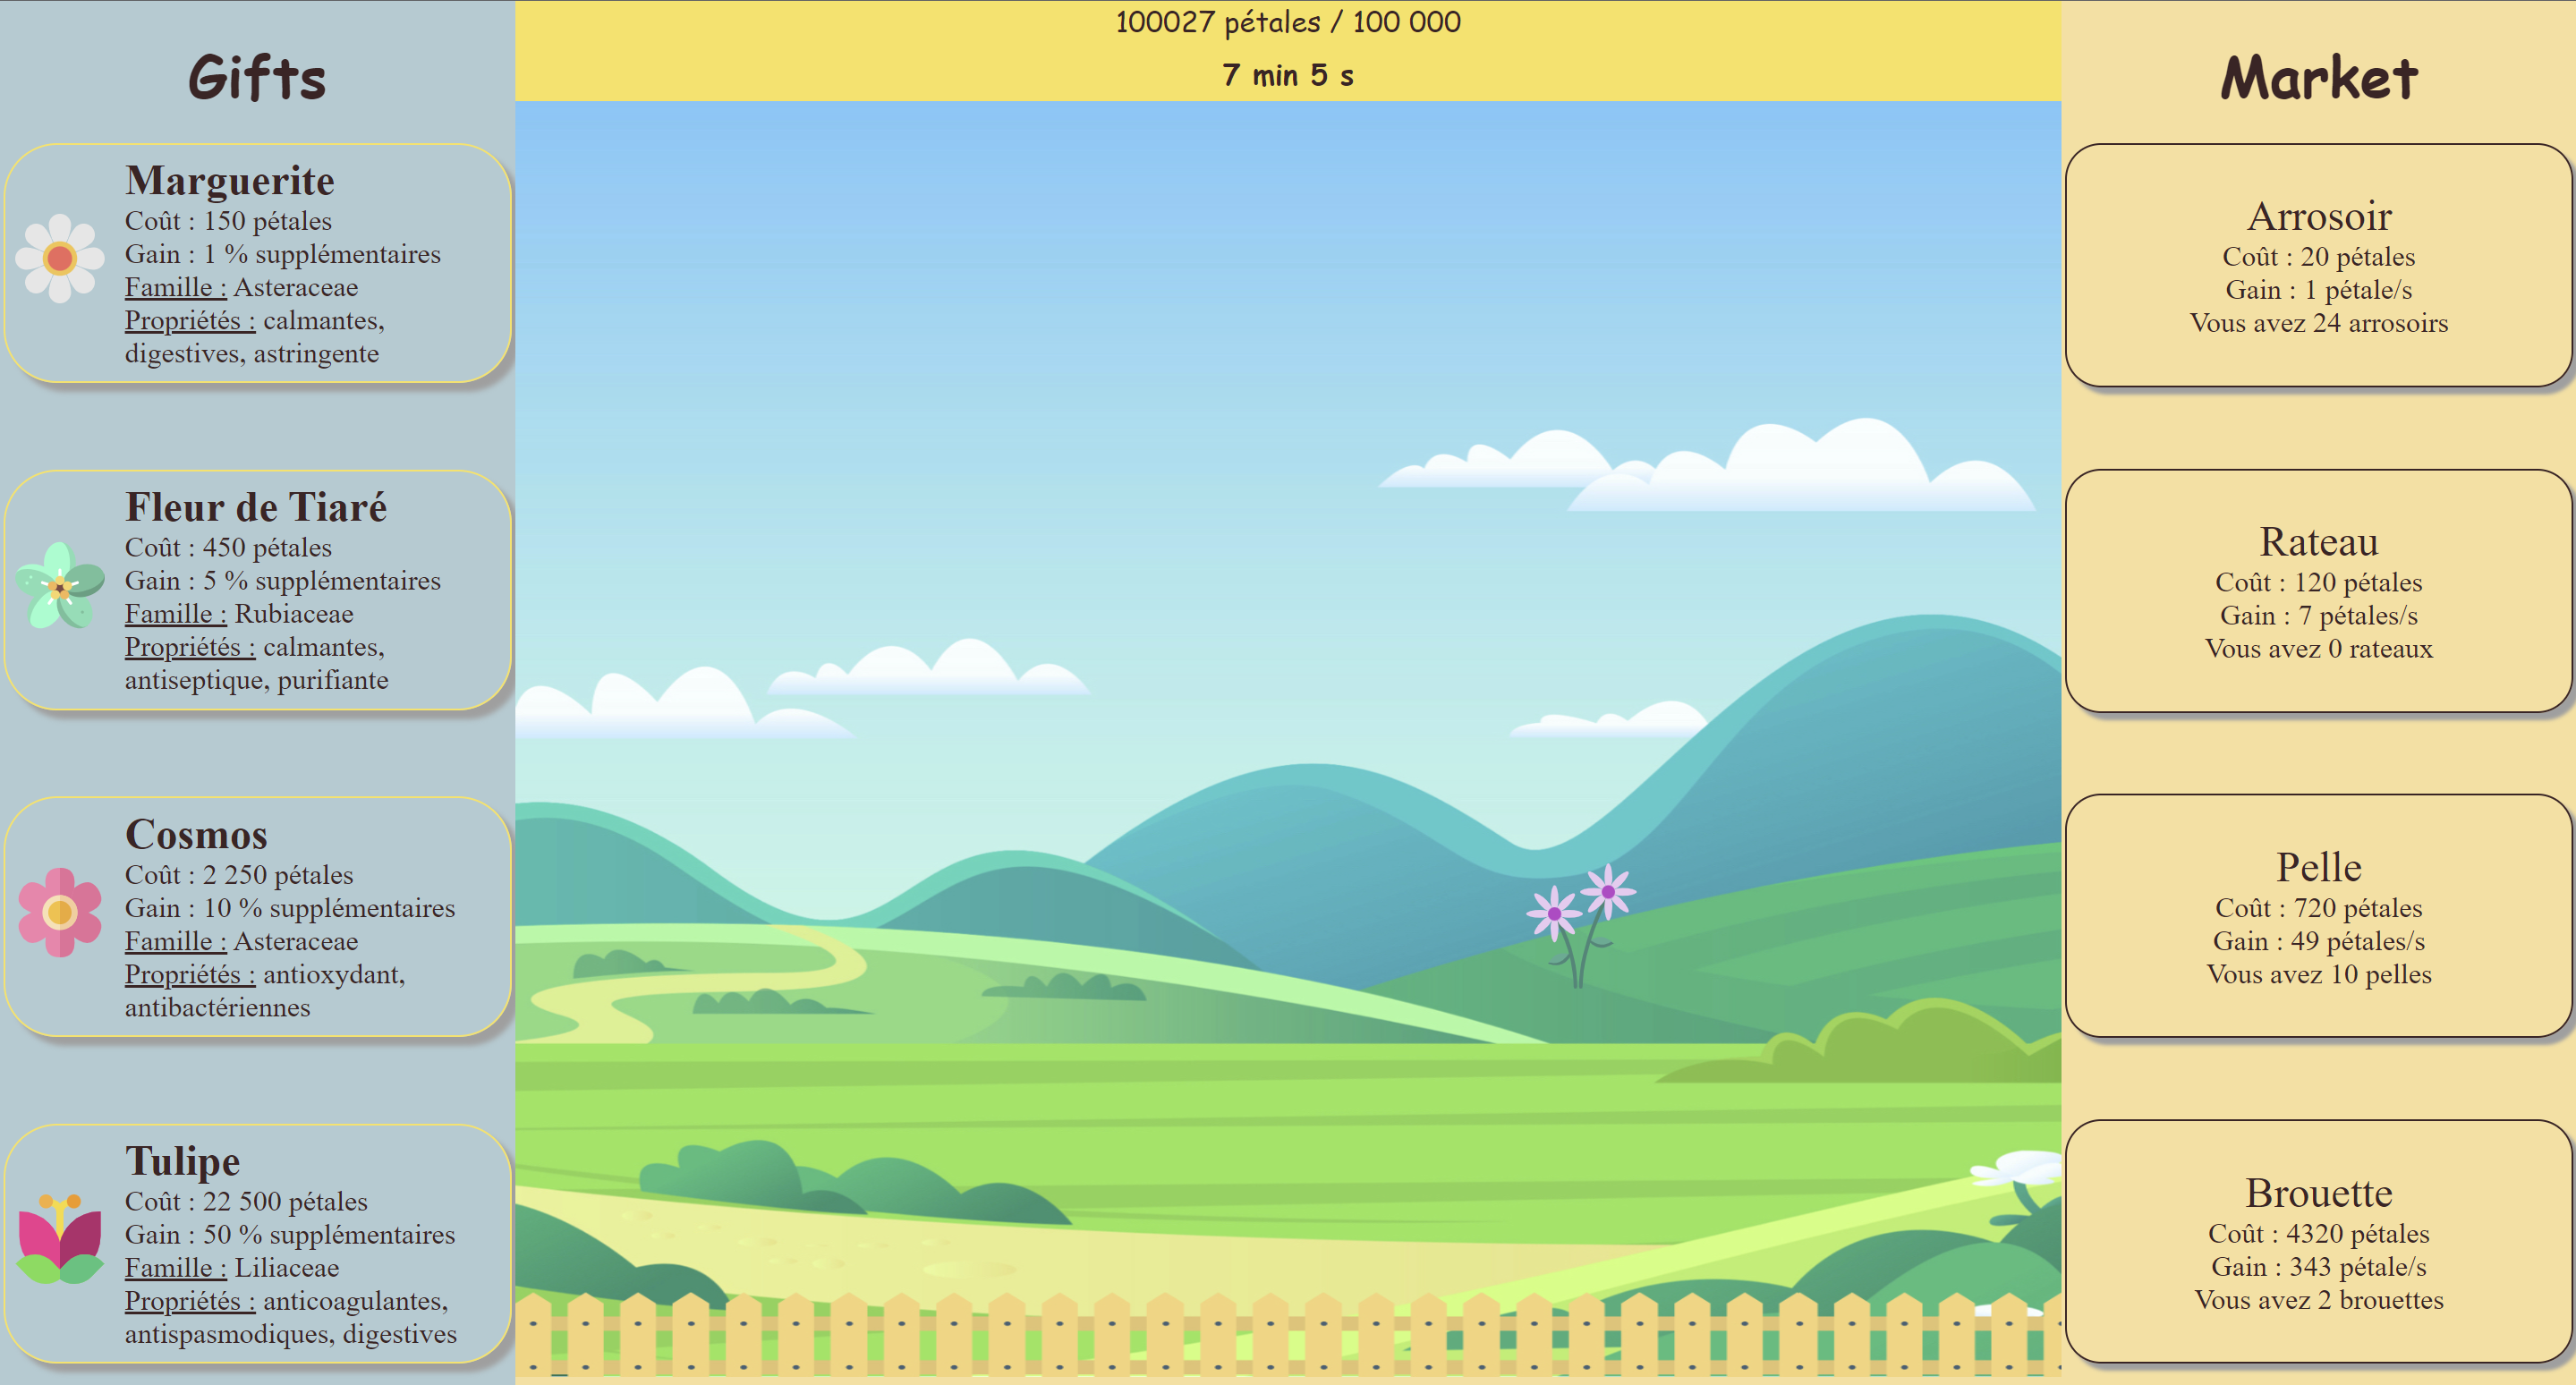 100027 pétales / 100 000
7 min 5 s
Gifts
Marguerite
Coût : 150 pétales
Gain : 1 % supplémentaires
Famille : Asteraceae
Propriétés : calmantes,
digestives, astringente
Fleur de Tiaré
Coût : 450 pétales
Gain : 5 % supplémentaires
Famille : Rubiaceae
Propriétés : calmantes,
antiseptique, purifiante
Cosmos
Coût : 2 250 pétales
Gain : 10 % supplémentaires
Famille : Asteraceae
Propriétés : antioxydant,
antibactériennes
Tulipe
Coût : 22 500 pétales
Gain : 50 % supplémentaires
Famille : Liliaceae
Propriétés : anticoagulantes,
antispasmodiques, digestives
Market
Arrosoir
Coût : 20 pétales
Gain : 1 pétale/s
Vous avez 24 arrosoirs
Rateau
Coût : 120 pétales
Gain : 7 pétales/s
Vous avez 0 rateaux
Pelle
Coût : 720 pétales
Gain : 49 pétales/s
Vous avez 10 pelles
Brouette
Coût : 4320 pétales
Gain : 343 pétale/s
Vous avez 2 brouettes